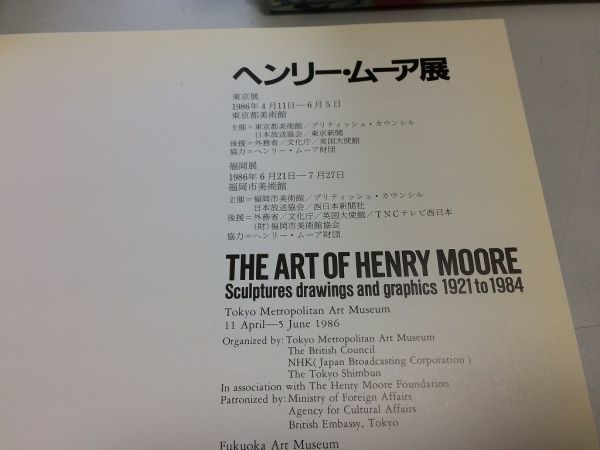 ヘンリー・ムーア展
東京展
1986年4月11日—6月5日
東京都美術館
主催＝東京都美術館／ブリティッシュ・カウンシル
日本放送協会／東京新聞
後援＝外務省／文化庁／英国大使館
協力＝ヘンリー・ムーア財団
福岡展
1986年6月21日—7月27日
福岡市美術館
主催＝福岡市美術館／ブリティッシュ・カウンシル
日本放送協会／西日本新聞社
後援＝外務省／文化庁／英国大使館／TNCテレビ西日本
(財)福岡市美術館協会
協力＝ヘンリー・ムーア財団
THE ART OF HENRY MOORE
Sculptures drawings and graphics 1921 to 1984
Tokyo Metropolitan Art Museum
11 April—5 June 1986
Organized by: Tokyo Metropolitan Art Museum
The British Council
NHK( Japan Broadcasting Corporation )
The Tokyo Shimbun
In association with The Henry Moore Foundation
Patronized by: Ministry of Foreign Affairs
Agency for Cultural Affairs
British Embassy, Tokyo
Fukuoka Art Museum